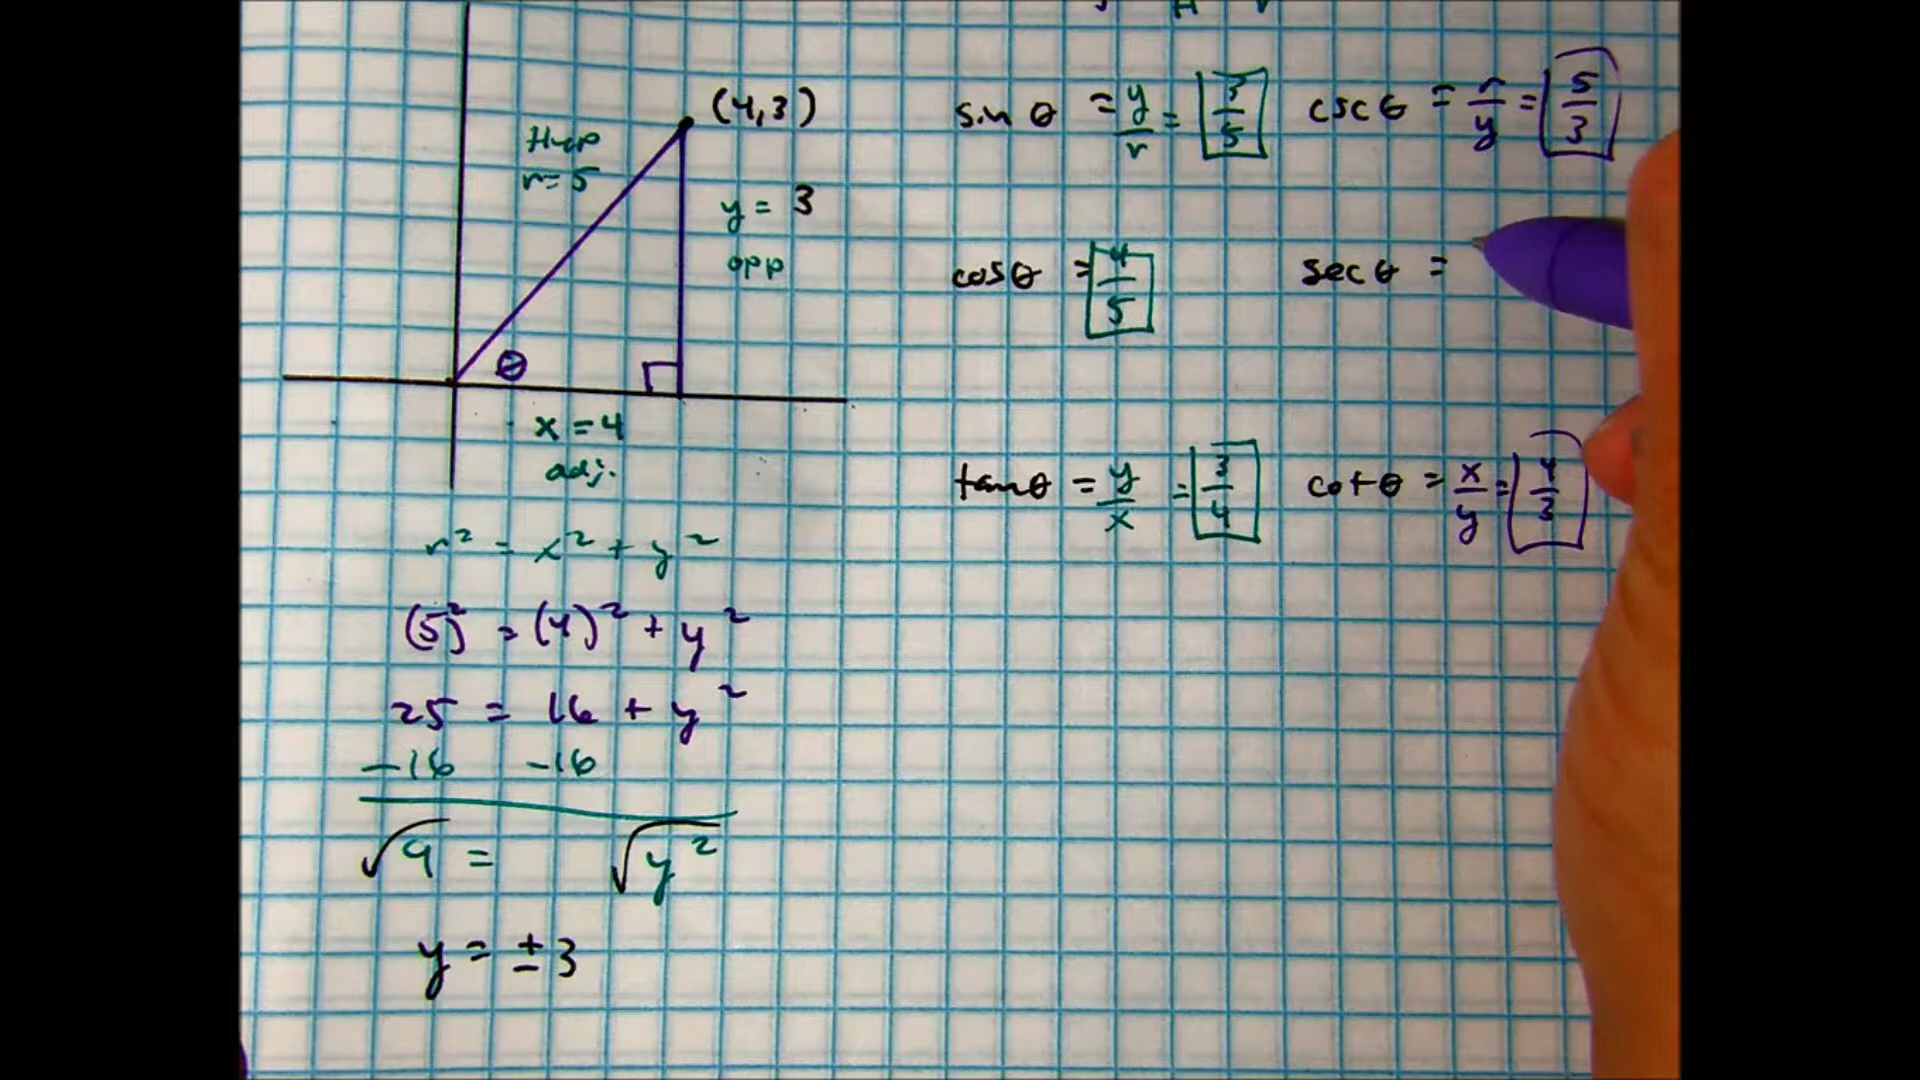 (4,3)
Hyp
r=5
y = 3
opp
θ
x = 4
adj.
r² = x² + y²
(5)² = (4)² + y²
25 = 16 + y²
-16 -16
√9 = √y²
y = ±3
sin θ = y/r = 3/5 csc θ = r/y = 5/3
cos θ = 4/5 sec θ =
tan θ = y/x = 3/4 cot θ = x/y = 4/3